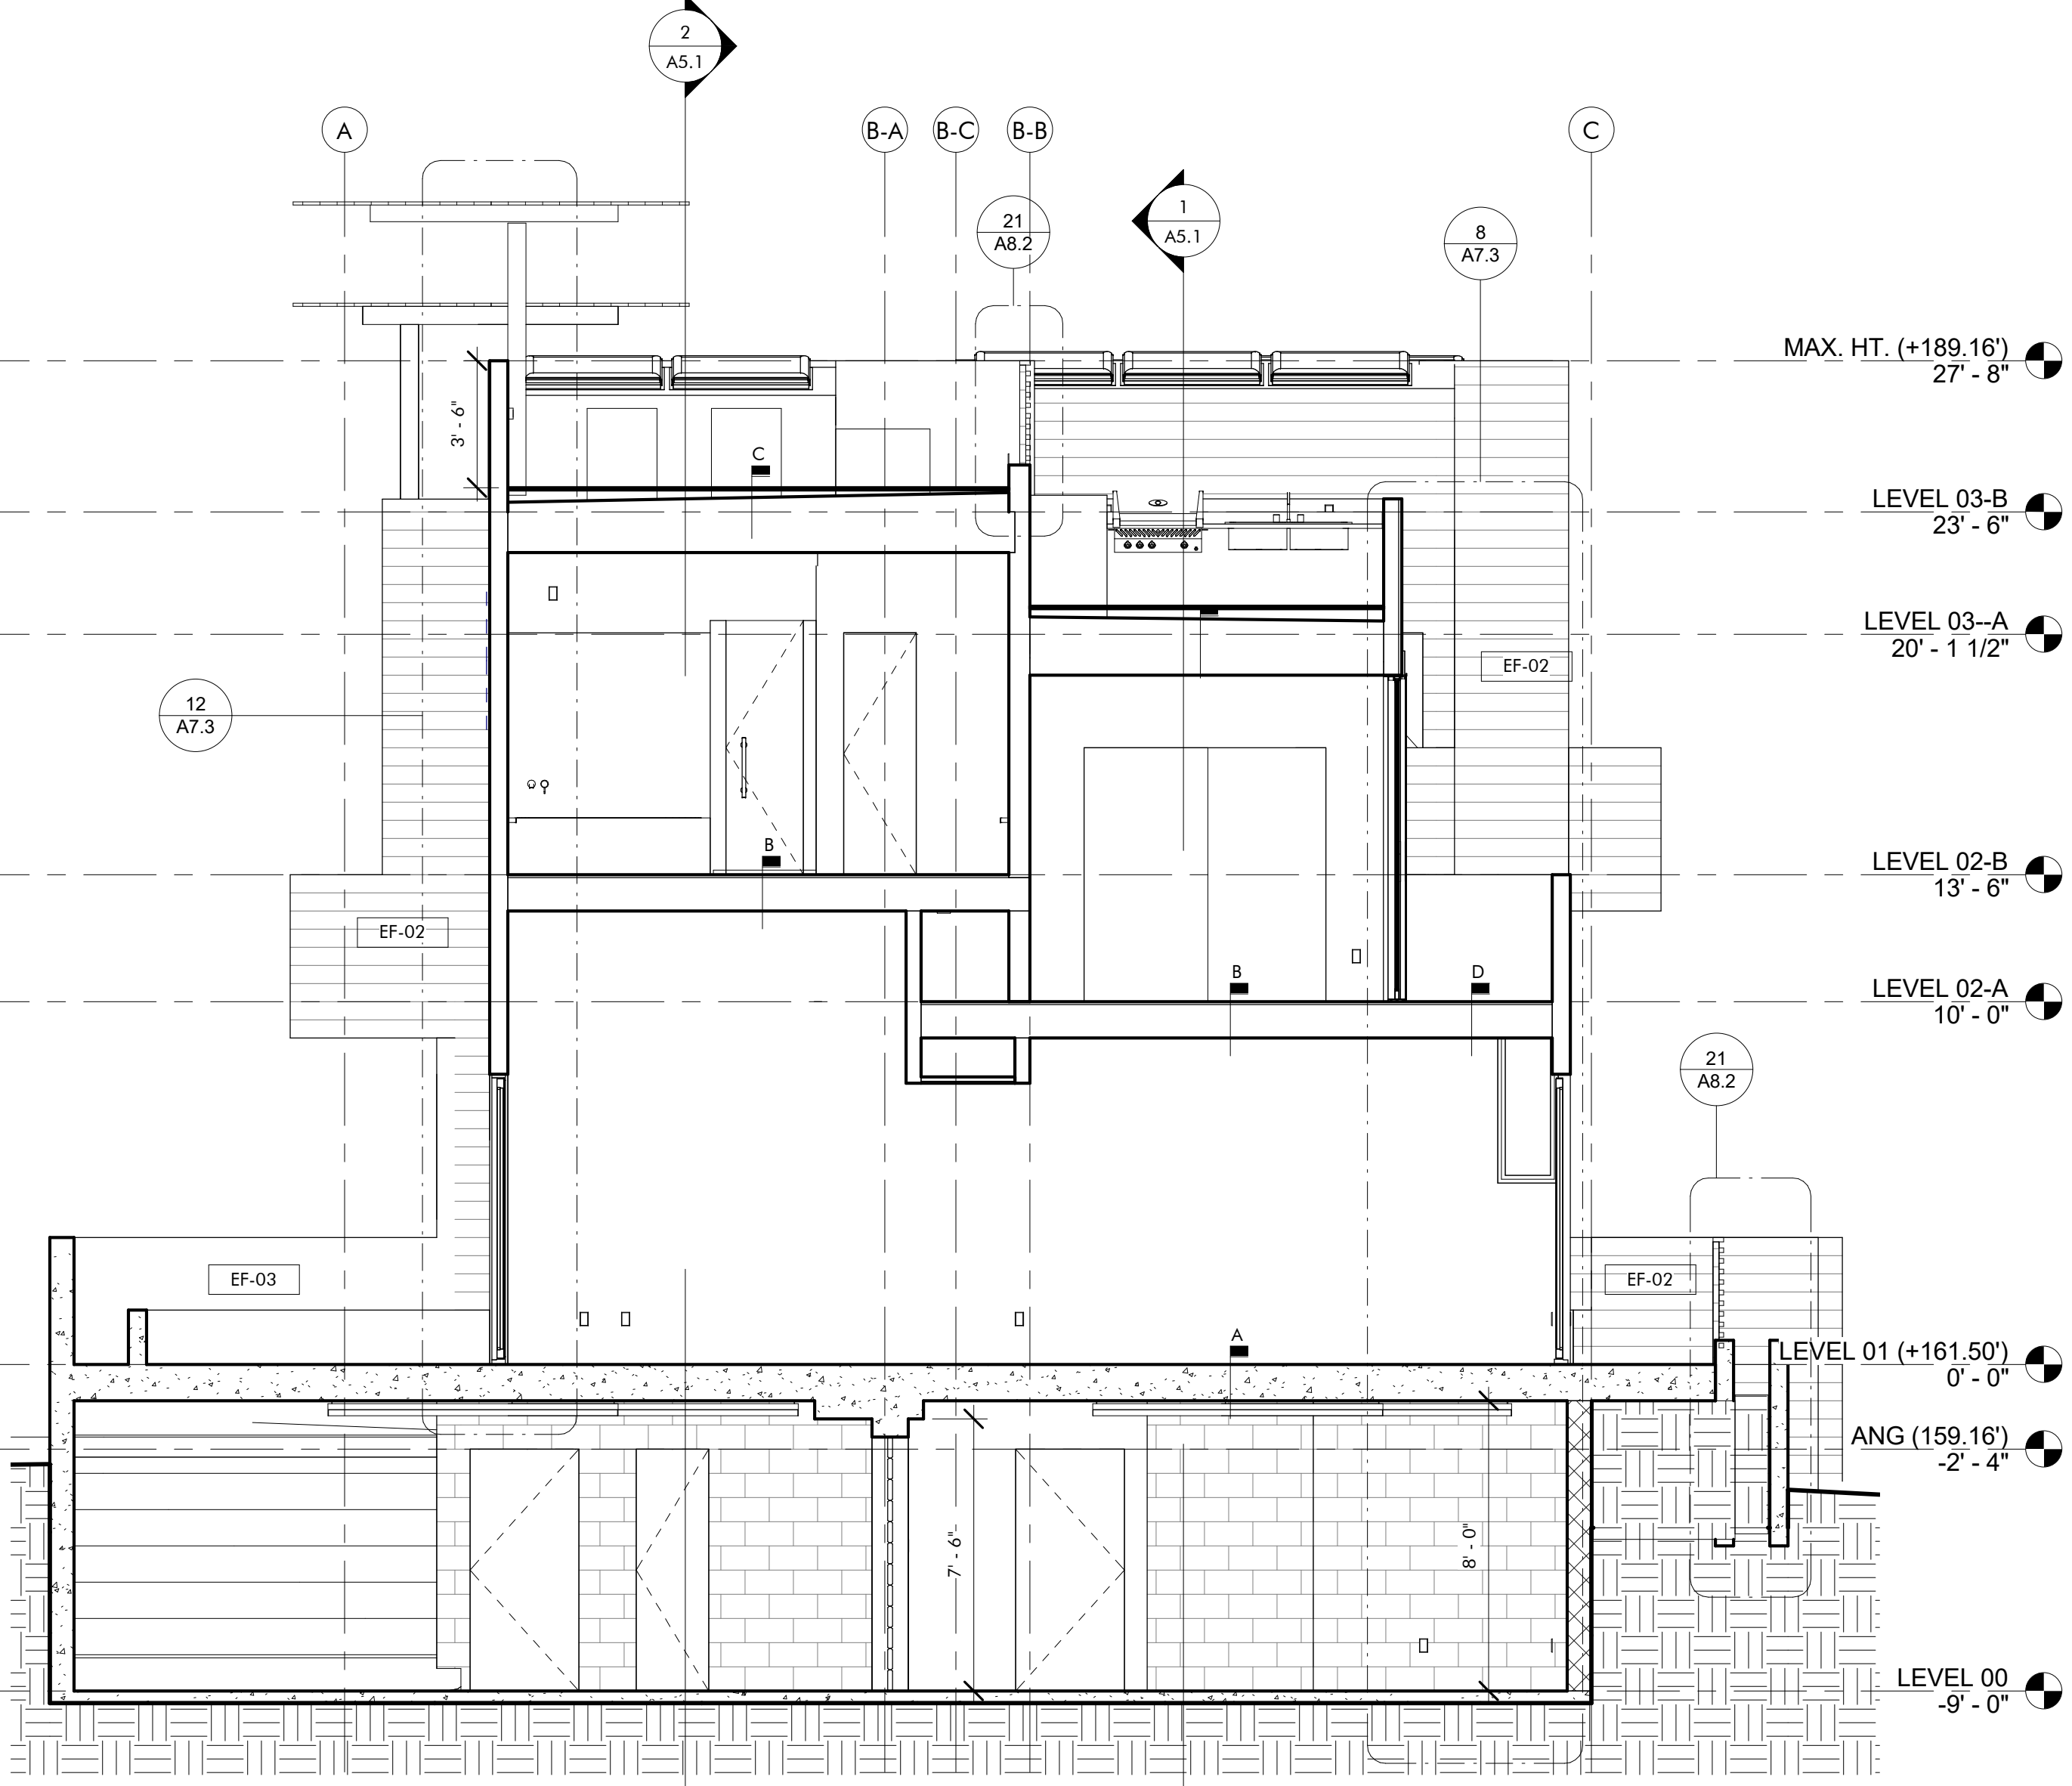 2
A5.1
A
B-A
B-C
B-B
C
21
A8.2
1
A5.1
8
A7.3
MAX. HT. (+189.16')
27' - 8"
3' - 6"
C
LEVEL 03-B
23' - 6"
LEVEL 03--A
20' - 1 1/2"
EF-02
12
A7.3
B
LEVEL 02-B
13' - 6"
EF-02
B
D
LEVEL 02-A
10' - 0"
21
A8.2
EF-03
EF-02
A
LEVEL 01 (+161.50')
0' - 0"
ANG (159.16')
-2' - 4"
7' - 6"
8' - 0"
LEVEL 00
-9' - 0"